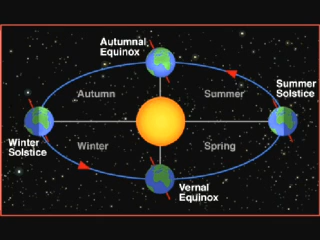 Autumnal
Equinox
Autumn
Summer
Summer
Solstice
Winter
Solstice
Winter
Spring
Vernal
Equinox